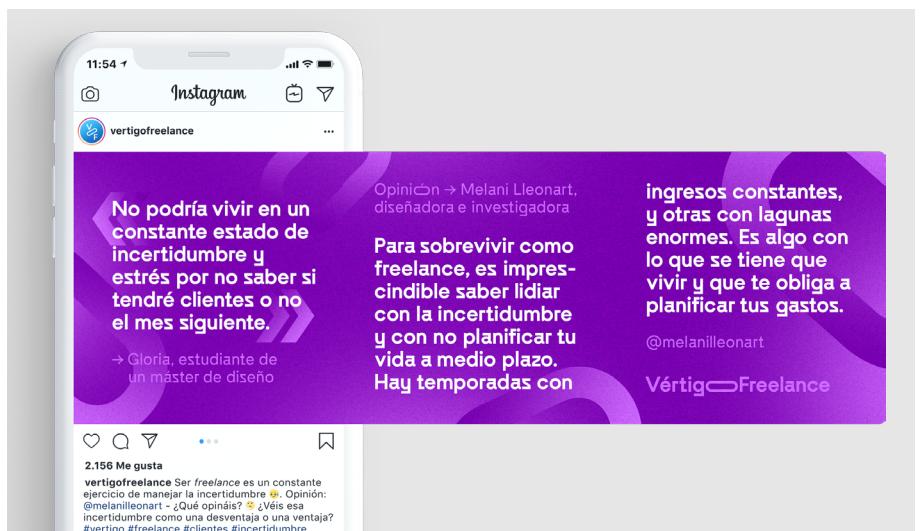 11:54
Instagram
vertigofreelance
No podría vivir en un
constante estado de
incertidumbre y
estrés por no saber si
tendré clientes o no
el mes siguiente.
→ Gloria, estudiante de
un máster de diseño
Opinión → Melani Lleonart,
diseñadora e investigadora
Para sobrevivir como
freelance, es impres-
cindible saber lidiar
con la incertidumbre
y con no planificar tu
vida a medio plazo.
Hay temporadas con
ingresos constantes,
y otras con lagunas
enormes. Es algo con
lo que se tiene que
vivir y que te obliga a
planificar tus gastos.
@melanilleonart
VértigoFreelance
2.156 Me gusta
vertigofreelance Ser freelance es un constante
ejercicio de manejar la incertidumbre 🥴. Opinión:
@melanilleonart - ¿Qué opináis? 🤔 ¿Véis esa
incertidumbre como una desventaja o una ventaja?
#vertigo #freelance #clientes #incertidumbre